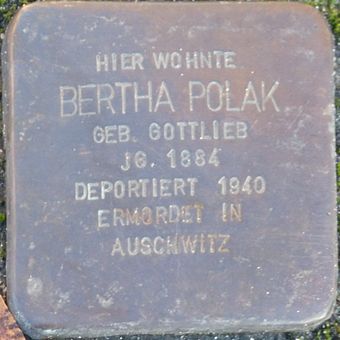 HIER WOHNTE
BERTHA POLAK
GEB. GOTTLIEB
JG. 1884
DEPORTIERT 1940
ERMORDET IN
AUSCHWITZ